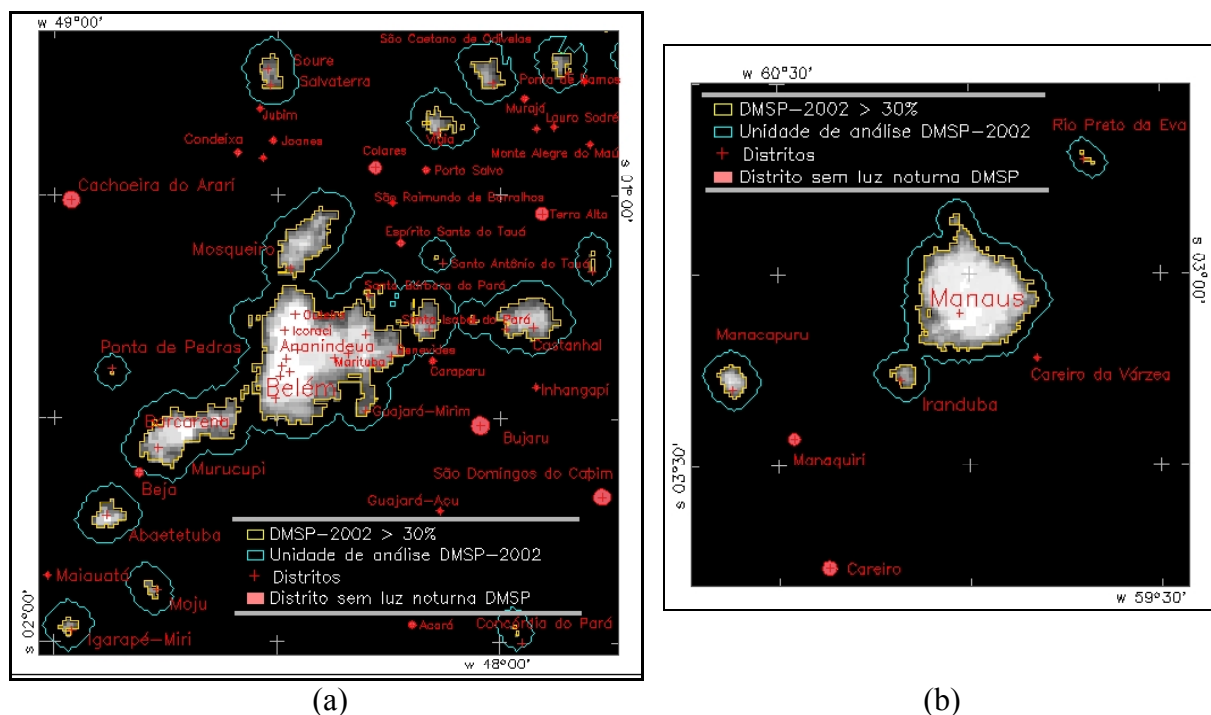 w 49°00'
São Caetano de Odivelas
Soure
Salvaterra
Ponta de Ramos
Jubim
Murajá
Lauro Sodré
Vigia
Condeixa
Joanes
Monte Alegre do Maú
Colares
Porto Salvo
s 01°00'
Cachoeira do Arari
São Raimundo de Borralhos
Terra Alta
Espírito Santo do Tauá
Mosqueiro
Santo Antônio do Tauá
Santa Bárbara do Pará
Outeiro
Santa Isabel do Pará
Icoraci
Castanhal
Ponta de Pedras
Ananindeua
Marituba
Benevides
Caraparu
Belém
Inhangapi
Guajará-Mirim
Barcarena
Bujaru
Murucupi
Beja
São Domingos do Capim
Guajará-Açu
Abaetetuba
DMSP-2002 > 30%
Unidade de análise DMSP-2002
Distritos
Distrito sem luz noturna DMSP
Maiauatá
Moju
s 02°00'
Igarapé-Miri
Acará
Concórdia do Pará
w 48°00'
(a)
w 60°30'
DMSP-2002 > 30%
Unidade de análise DMSP-2002
Distritos
Distrito sem luz noturna DMSP
Rio Preto da Eva
s 03°00'
Manaus
Manacapuru
Careiro da Várzea
Iranduba
Manaquiri
s 03°30'
Careiro
w 59°30'
(b)